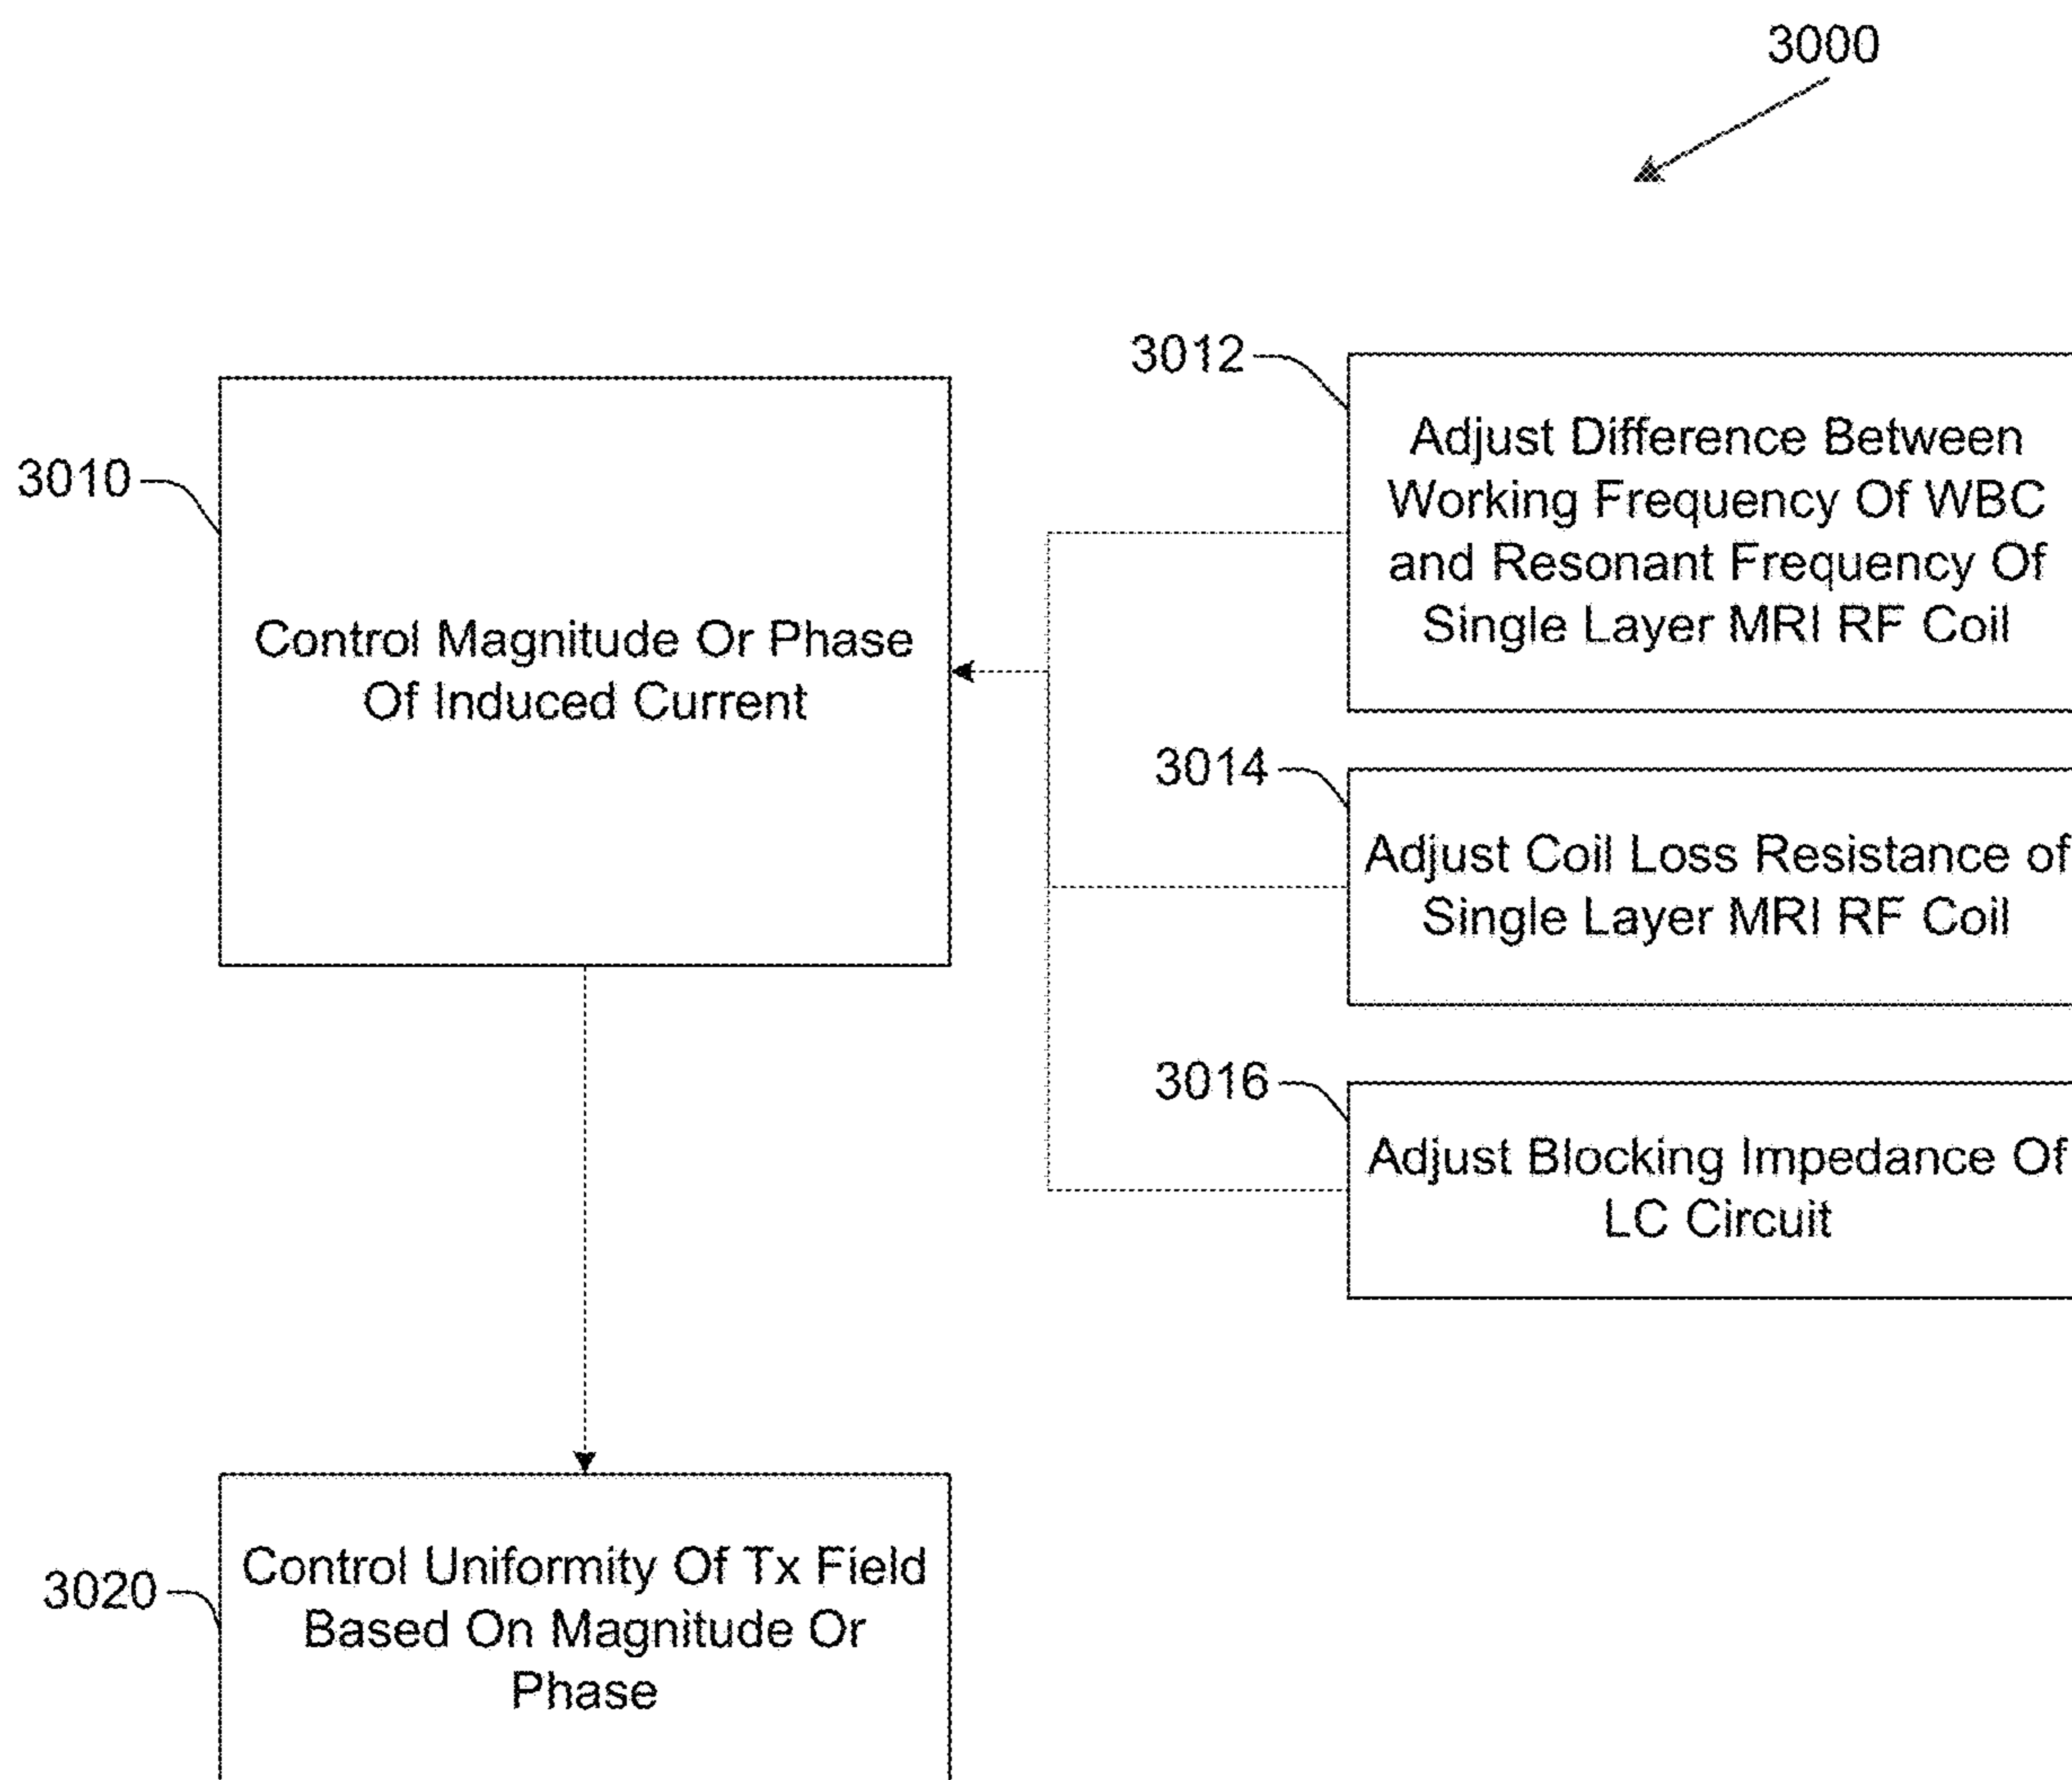 3000
3010
Control Magnitude Or Phase
Of Induced Current
3012
Adjust Difference Between
Working Frequency Of WBC
and Resonant Frequency Of
Single Layer MRI RF Coil
3014
Adjust Coil Loss Resistance of
Single Layer MRI RF Coil
3016
Adjust Blocking Impedance Of
LC Circuit
3020
Control Uniformity Of Tx Field
Based On Magnitude Or
Phase